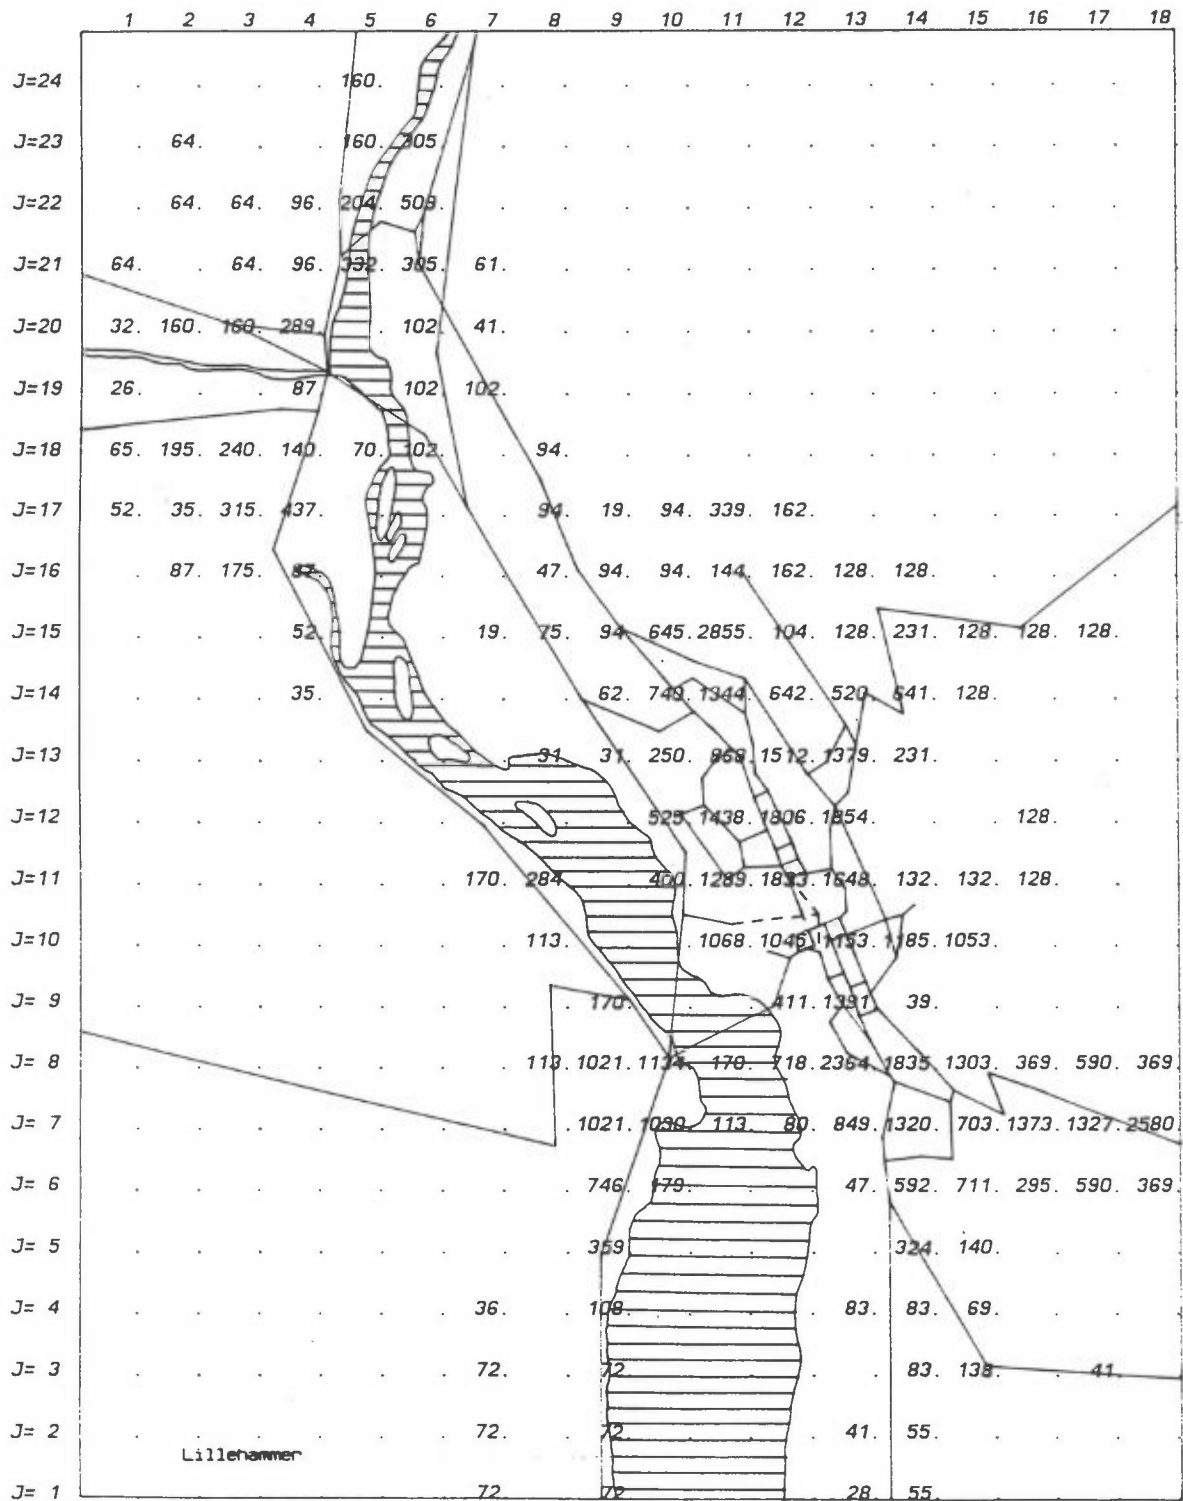 1 2 3 4 5 6 7 8 9 10 11 12 13 14 15 16 17 18
J=24 160.
J=23 64. 160. 305
J=22 64. 64. 96. 204. 509
J=21 64. 64. 96. 332. 305. 61.
J=20 32. 160. 160. 289. 102 41.
J=19 26. 87 102 102
J=18 65. 195. 240. 140. 70. 102 94.
J=17 52. 35. 315. 437 94. 19. 94. 339. 162.
J=16 87. 175. 87 47. 94. 94. 144. 162. 128. 128.
J=15 52. 19. 75. 94. 645. 2855. 104. 128. 231. 128. 128. 128.
J=14 35. 62. 749. 1344. 642. 520. 641. 128.
J=13 31. 31. 250. 868. 1512. 1379. 231.
J=12 525. 1438. 1806. 1854. 128.
J=11 170. 284 400. 1289. 1833. 1648. 132. 132. 128.
J=10 113. 1068. 1045. 1153. 1185. 1053.
J= 9 170. 411. 1391 39.
J= 8 113. 1021. 1134. 170. 718. 2364. 1835. 1303. 369. 590. 369.
J= 7 1021. 1030. 113. 80. 849. 1320. 703. 1373. 1327. 2580.
J= 6 746. 179. 47. 592. 711. 295. 590. 369.
J= 5 359 324. 140.
J= 4 36. 108 83. 83. 69.
J= 3 72. 72 83. 138 41.
J= 2 72. 72 41. 55.
Lillehammer
J= 1 72. 72 28. 55.